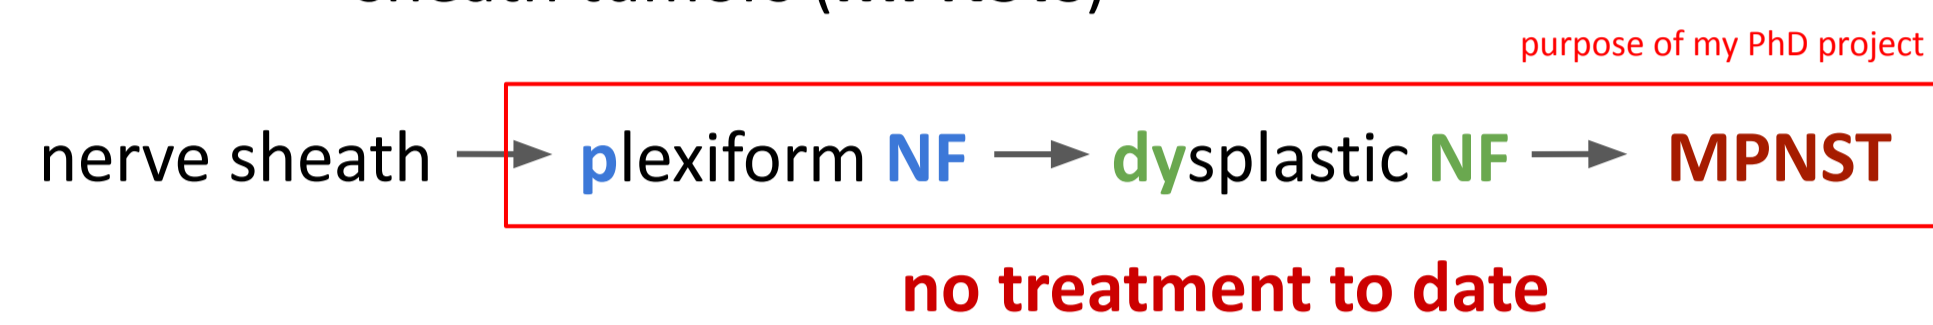 purpose of my PhD project
nerve sheath → plexiform NF → dysplastic NF → MPNST
no treatment to date